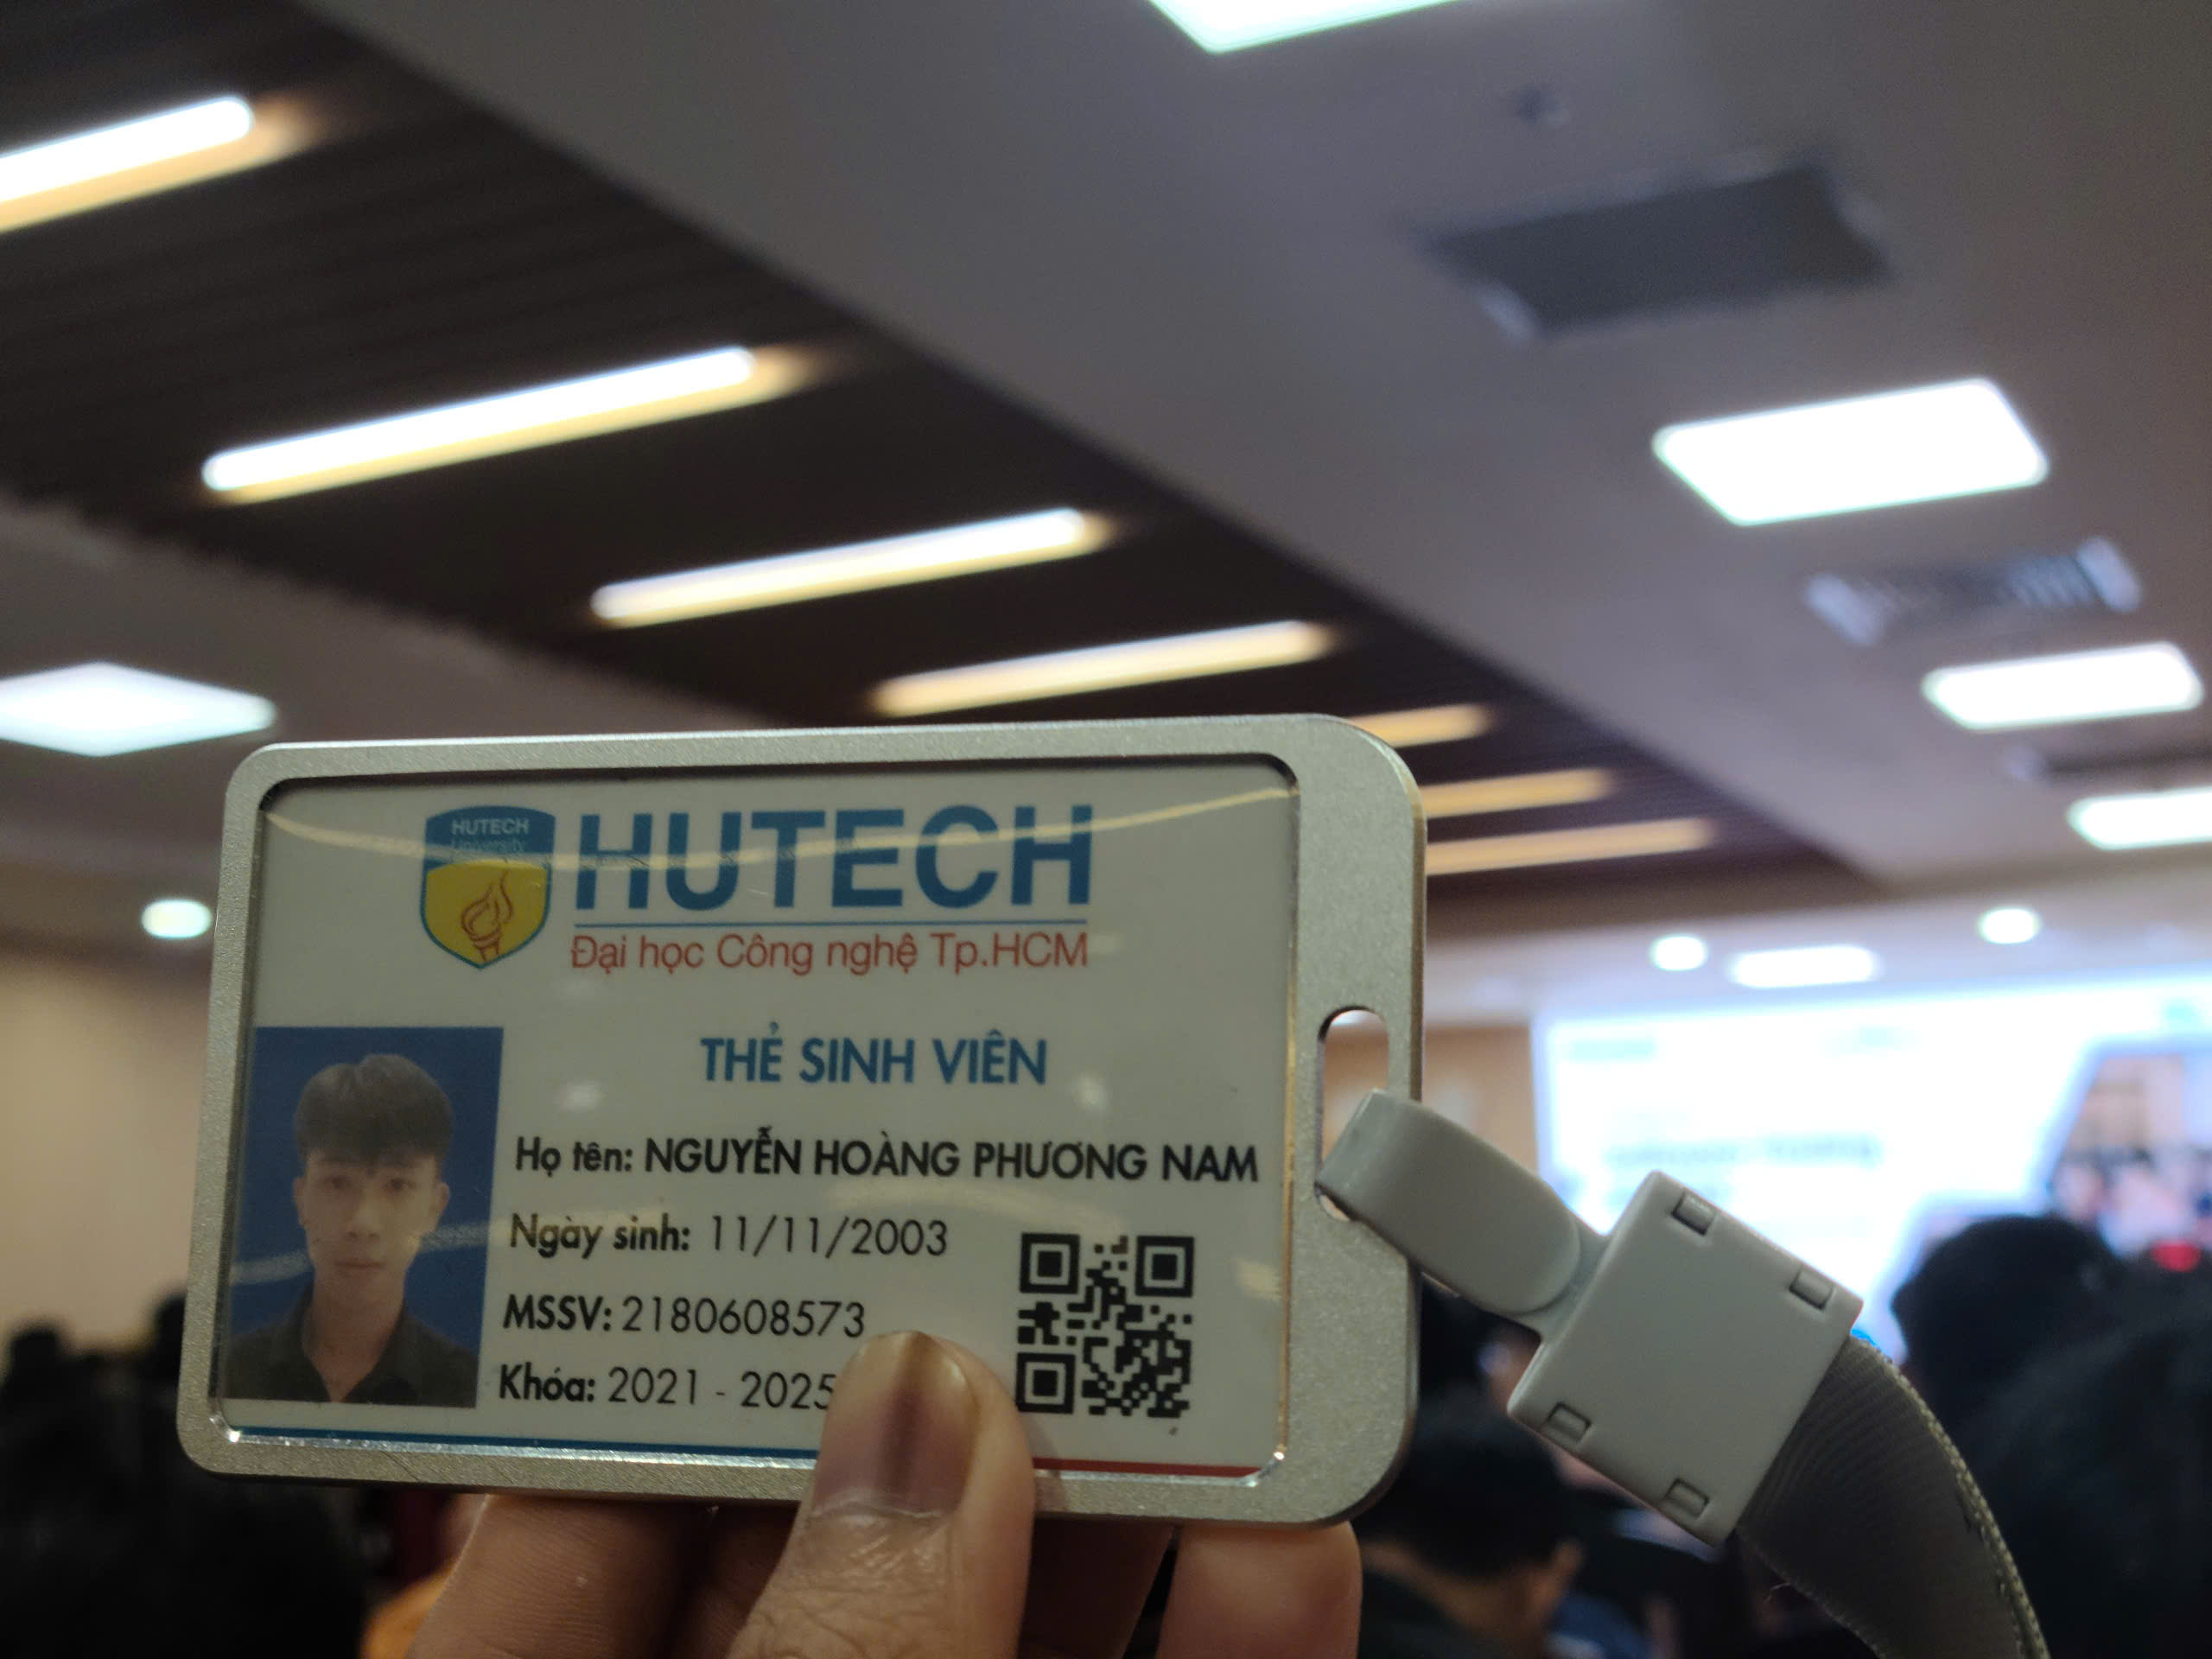 HUTECH
University
HUTECH
Đại học Công nghệ Tp.HCM
THẺ SINH VIÊN
Họ tên: NGUYỄN HOÀNG PHƯƠNG NAM
Ngày sinh: 11/11/2003
MSSV: 2180608573
Khóa: 2021 - 2025